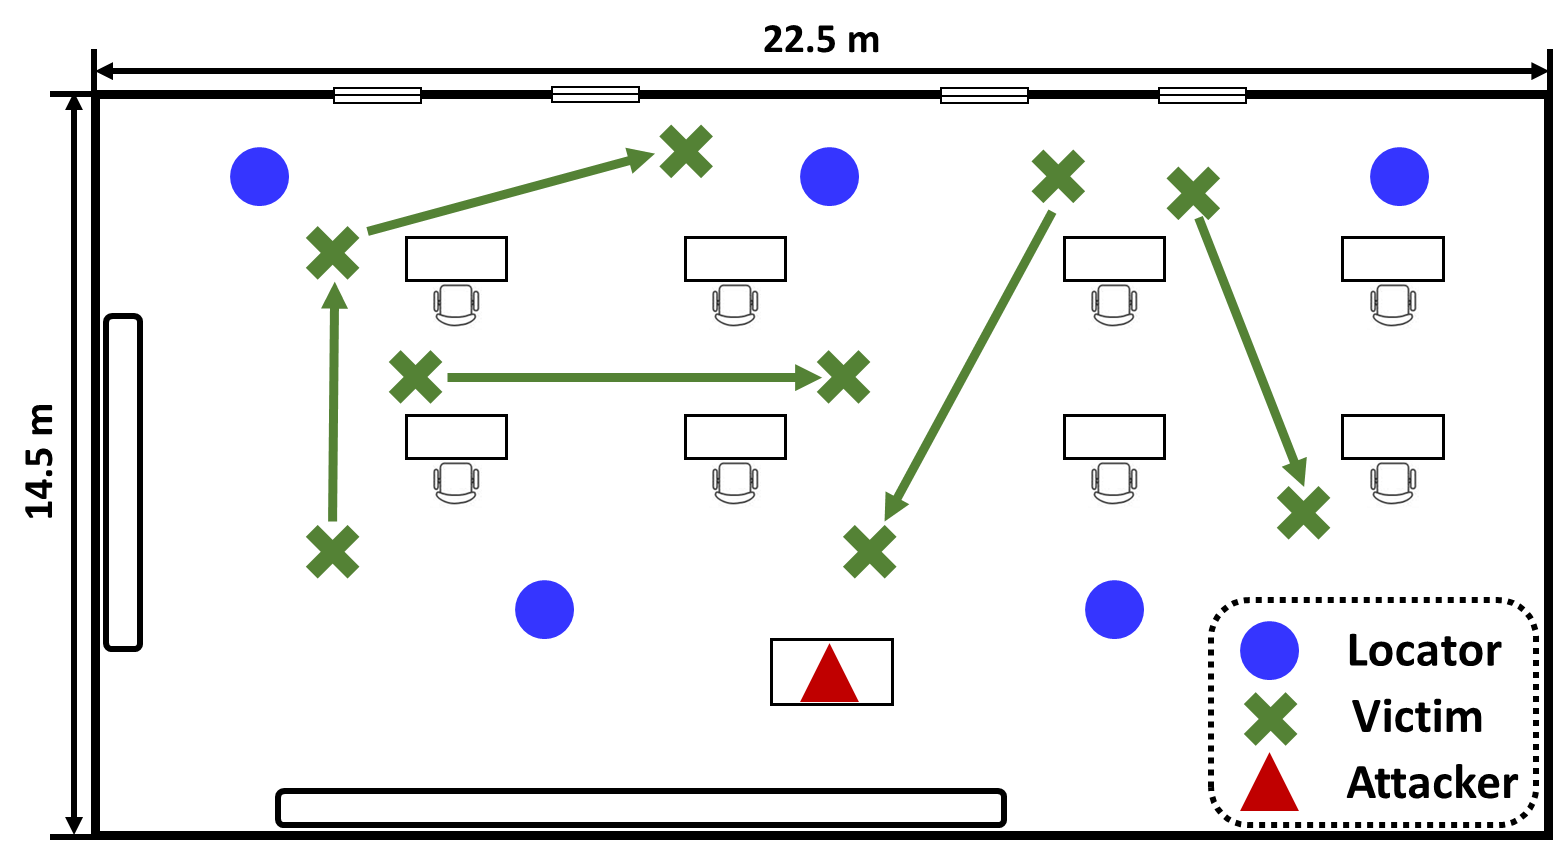 22.5 m
14.5 m
Locator
Victim
Attacker